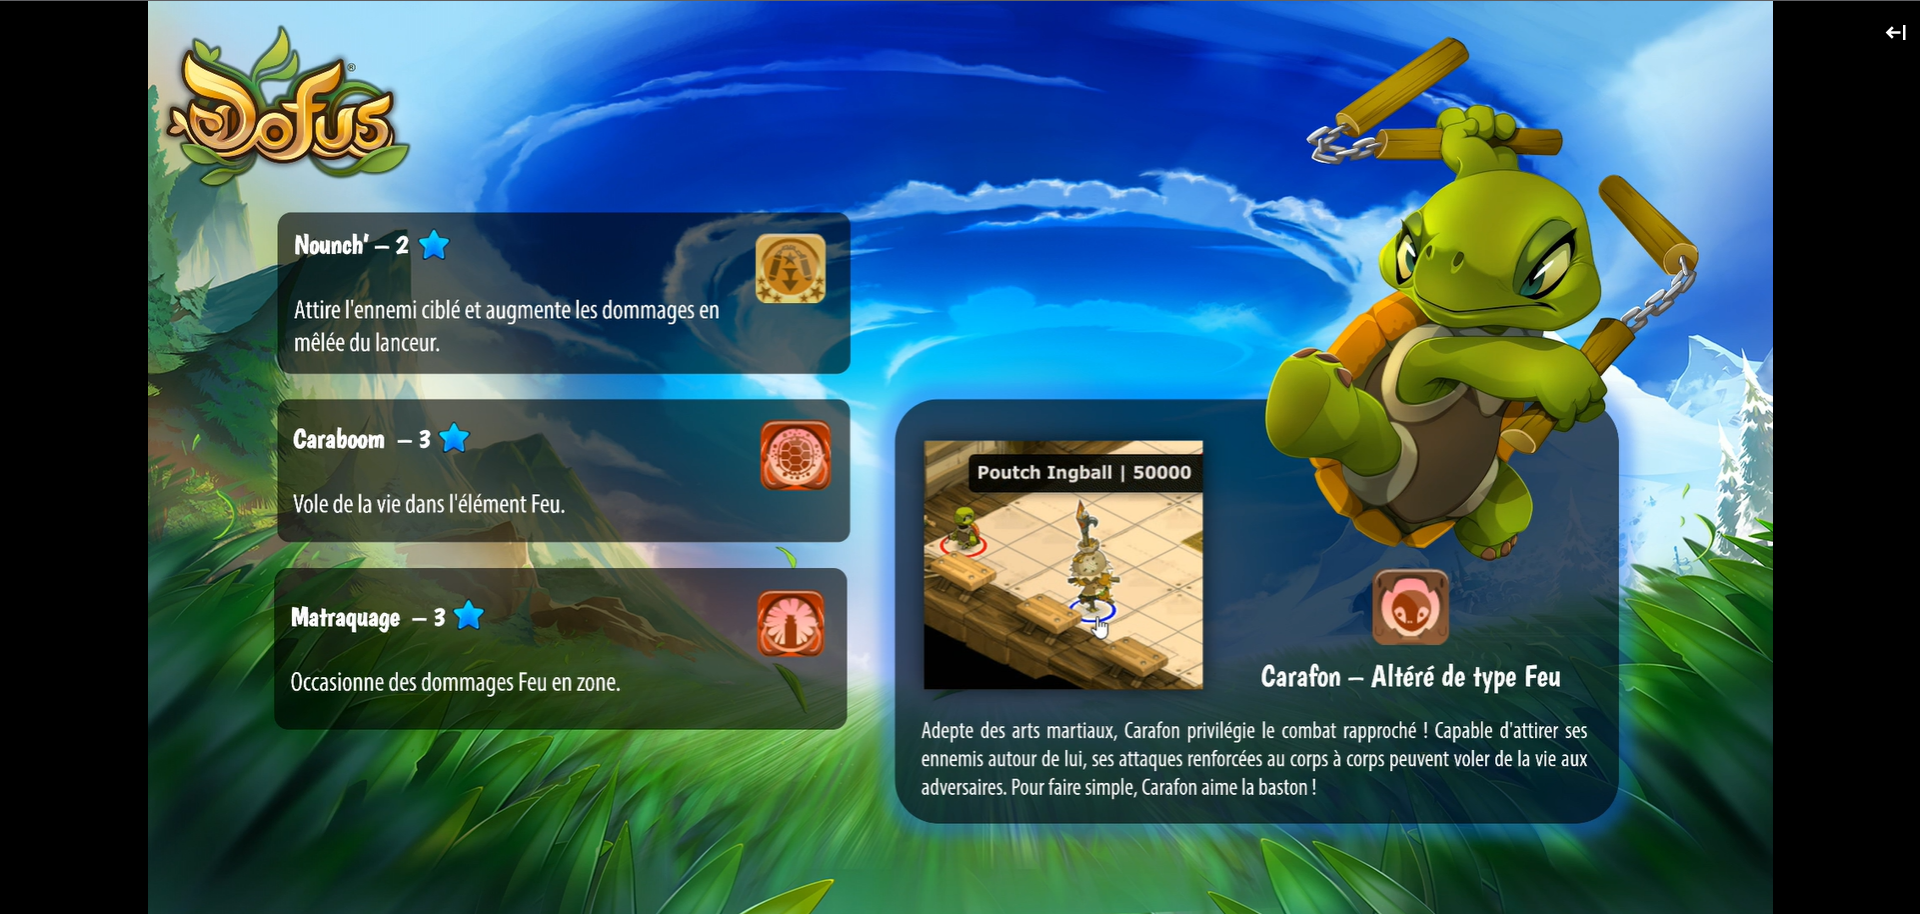 Dofus®
Nounch' – 2
Attire l'ennemi ciblé et augmente les dommages en
mêlée du lanceur.
Caraboom – 3
Vole de la vie dans l'élément Feu.
Matraquage – 3
Occasionne des dommages Feu en zone.
Poutch Ingball | 50000
Carafon – Altéré de type Feu
Adepte des arts martiaux, Carafon privilégie le combat rapproché ! Capable d'attirer ses
ennemis autour de lui, ses attaques renforcées au corps à corps peuvent voler de la vie aux
adversaires. Pour faire simple, Carafon aime la baston !